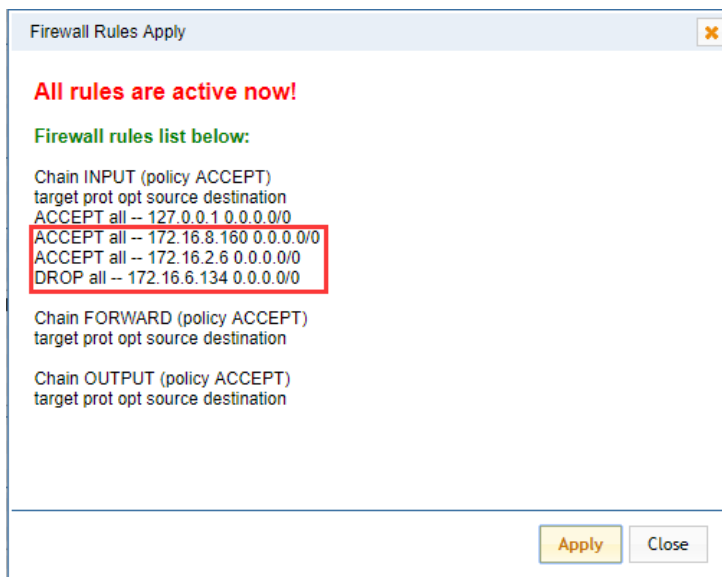 Firewall Rules Apply
All rules are active now!
Firewall rules list below:
Chain INPUT (policy ACCEPT)
target prot opt source destination
ACCEPT all -- 127.0.0.1 0.0.0.0/0
ACCEPT all -- 172.16.8.160 0.0.0.0/0
ACCEPT all -- 172.16.2.6 0.0.0.0/0
DROP all -- 172.16.6.134 0.0.0.0/0
Chain FORWARD (policy ACCEPT)
target prot opt source destination
Chain OUTPUT (policy ACCEPT)
target prot opt source destination
Apply Close